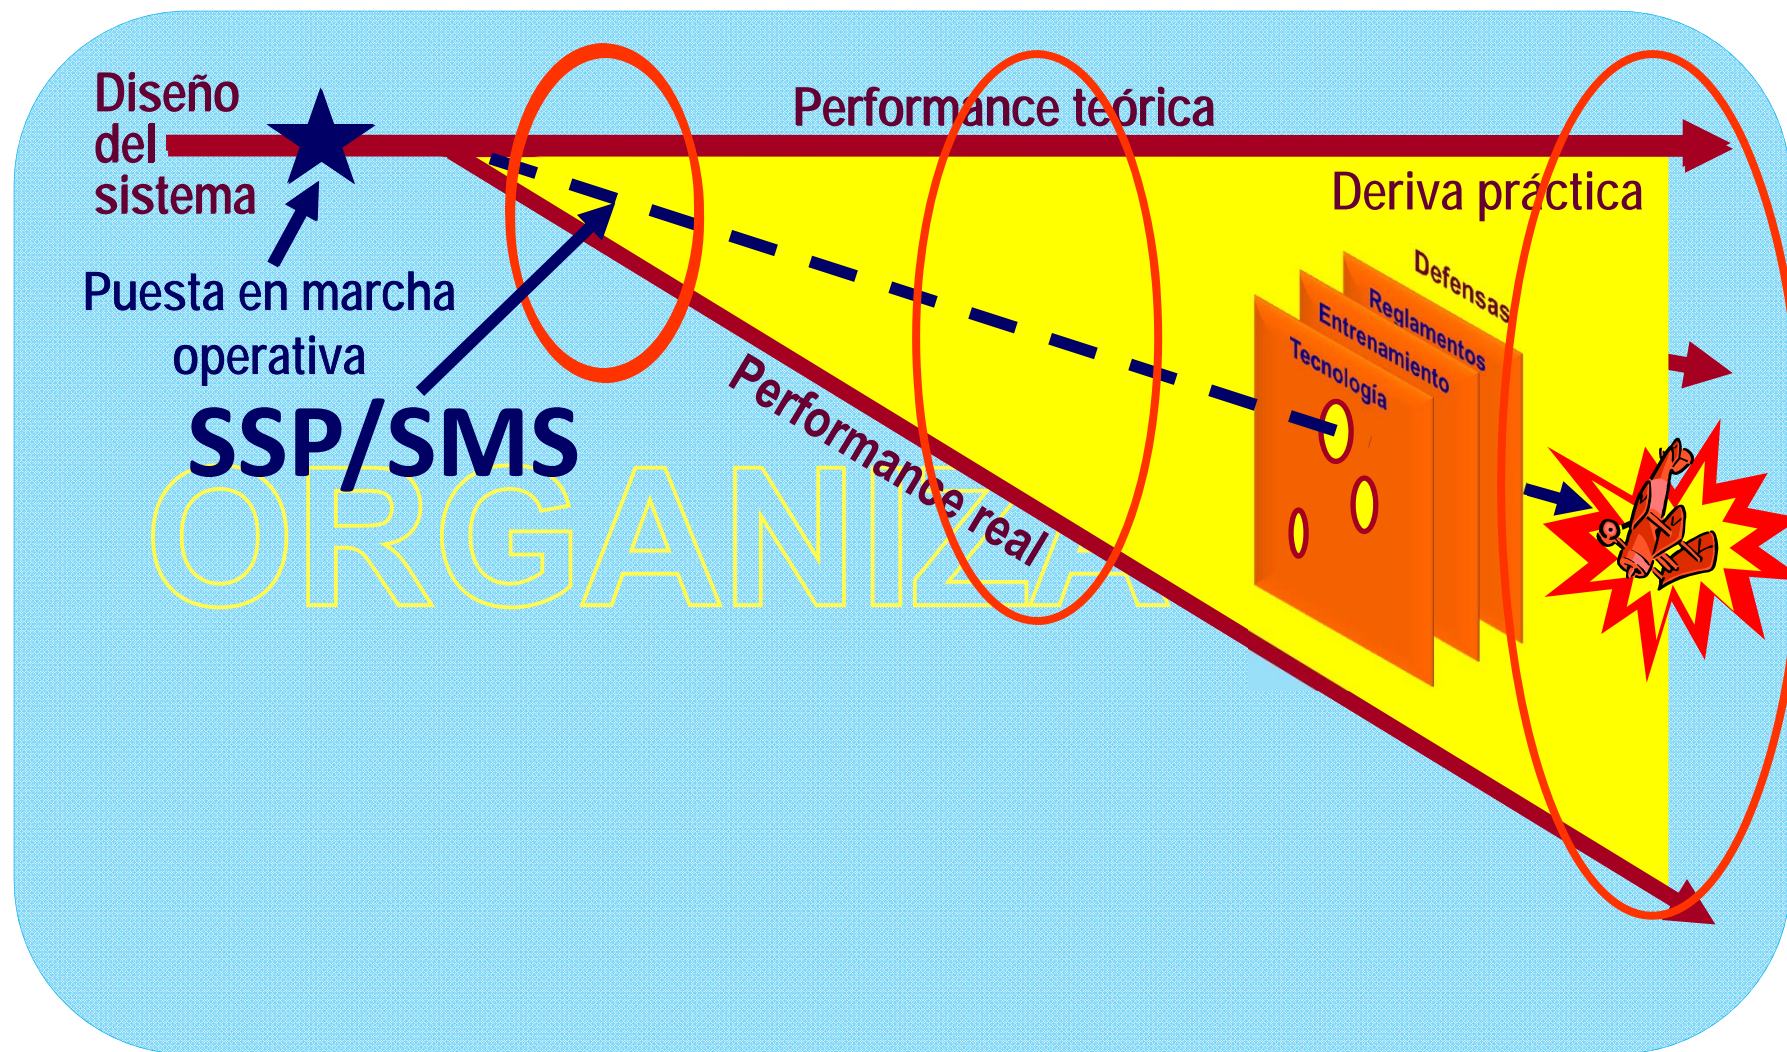 Diseño
del
sistema
Performance teórica
Deriva práctica
Puesta en marcha
operativa
SSP/SMS
ORGANIZA
Performance real
Defensas
Reglamentos
Entrenamiento
Tecnología